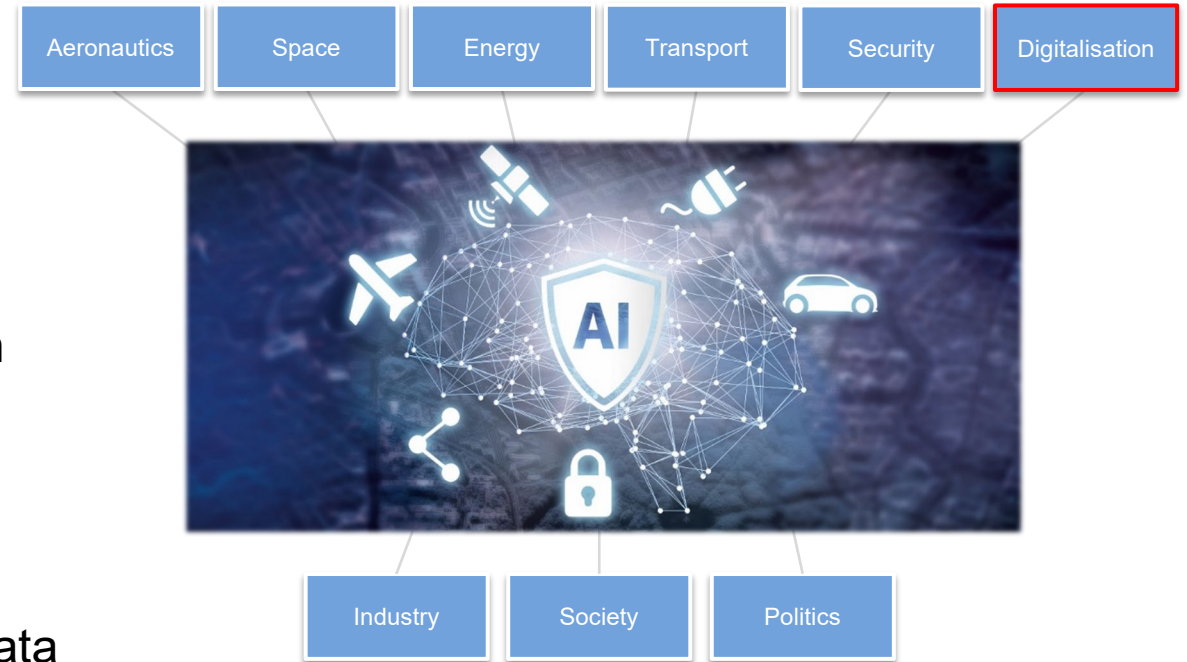 Aeronautics Space Energy Transport Security Digitalisation
AI
Industry Society Politics